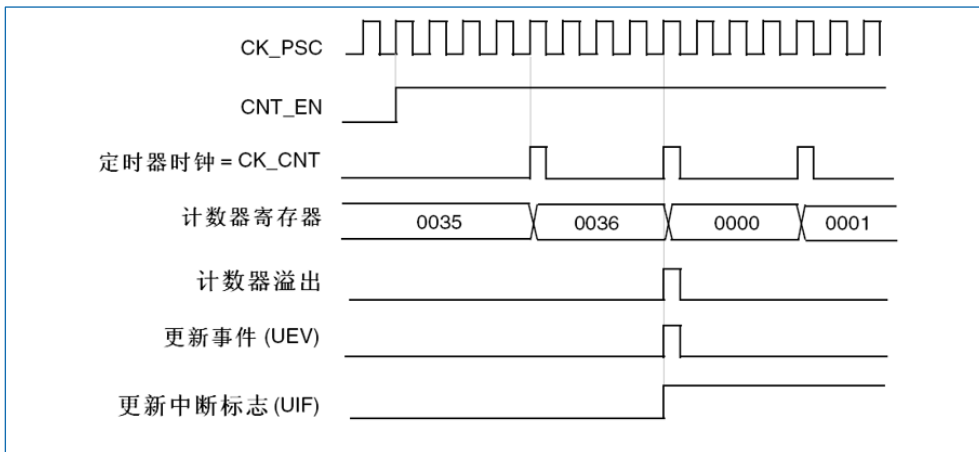 CK_PSC
CNT_EN
定时器时钟 = CK_CNT
计数器寄存器 0035 0036 0000 0001
计数器溢出
更新事件 (UEV)
更新中断标志 (UIF)